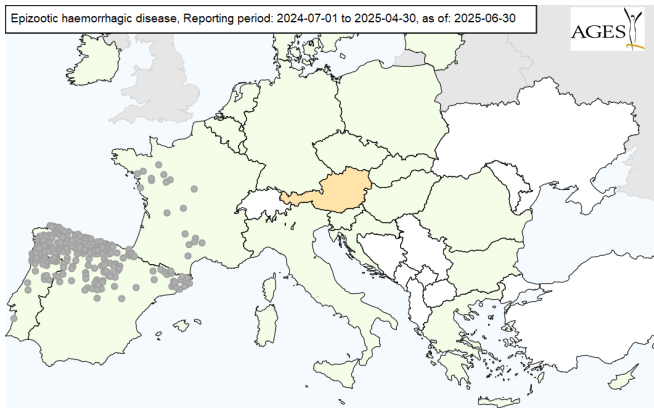 Epizootic haemorrhagic disease, Reporting period: 2024-07-01 to 2025-04-30, as of: 2025-06-30
AGES